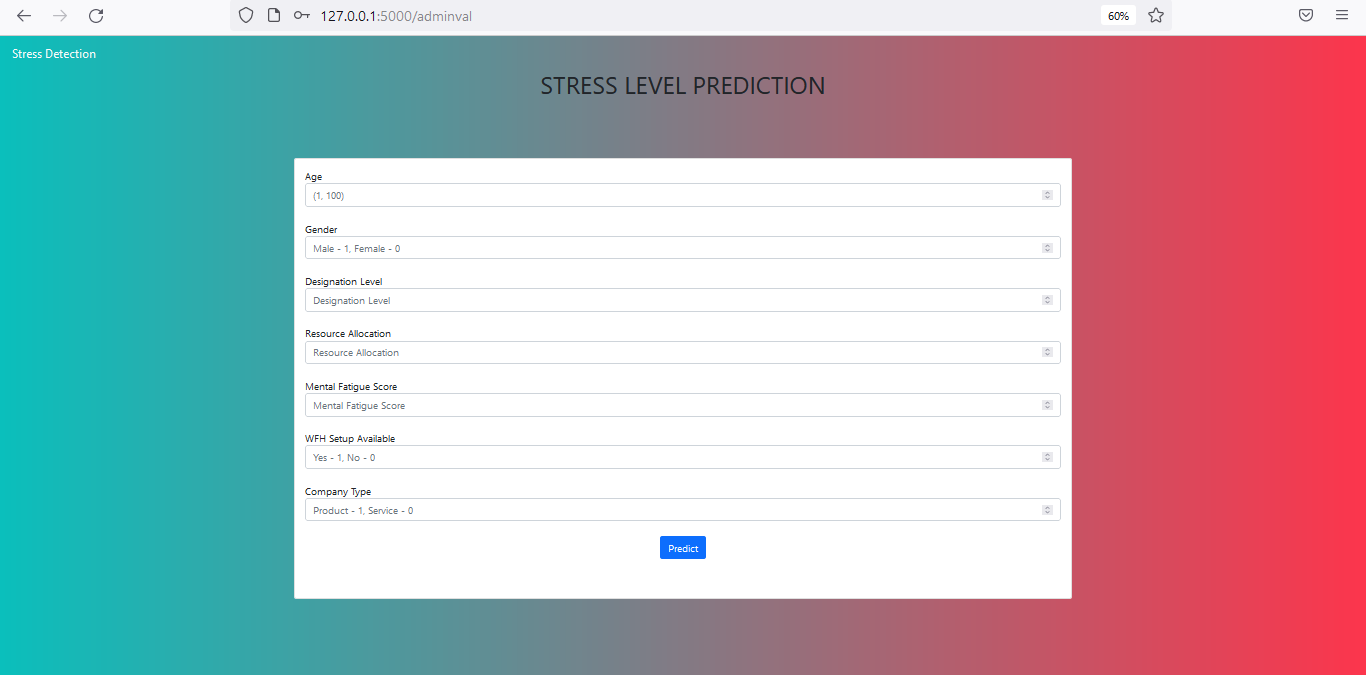 127.0.0.1:5000/adminval
60%
Stress Detection
STRESS LEVEL PREDICTION
Age
(1, 100)
Gender
Male - 1, Female - 0
Designation Level
Designation Level
Resource Allocation
Resource Allocation
Mental Fatigue Score
Mental Fatigue Score
WFH Setup Available
Yes - 1, No - 0
Company Type
Product - 1, Service - 0
Predict